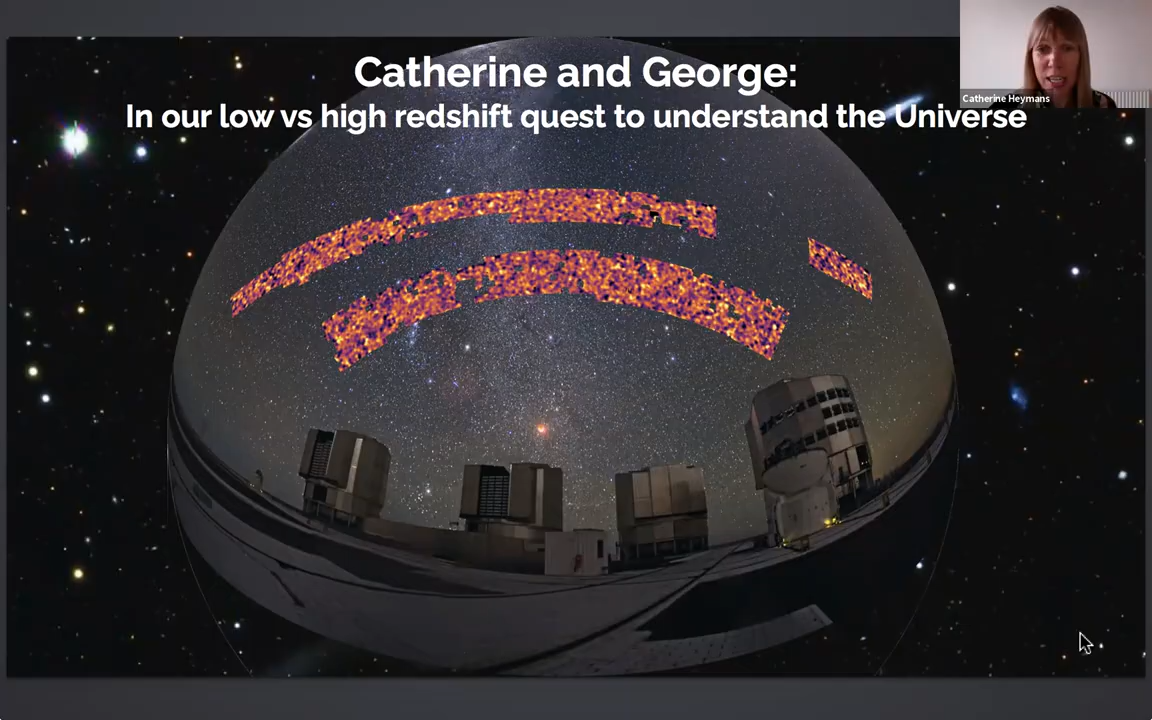 Catherine and George:
In our low vs high redshift quest to understand the Universe
Catherine Heymans